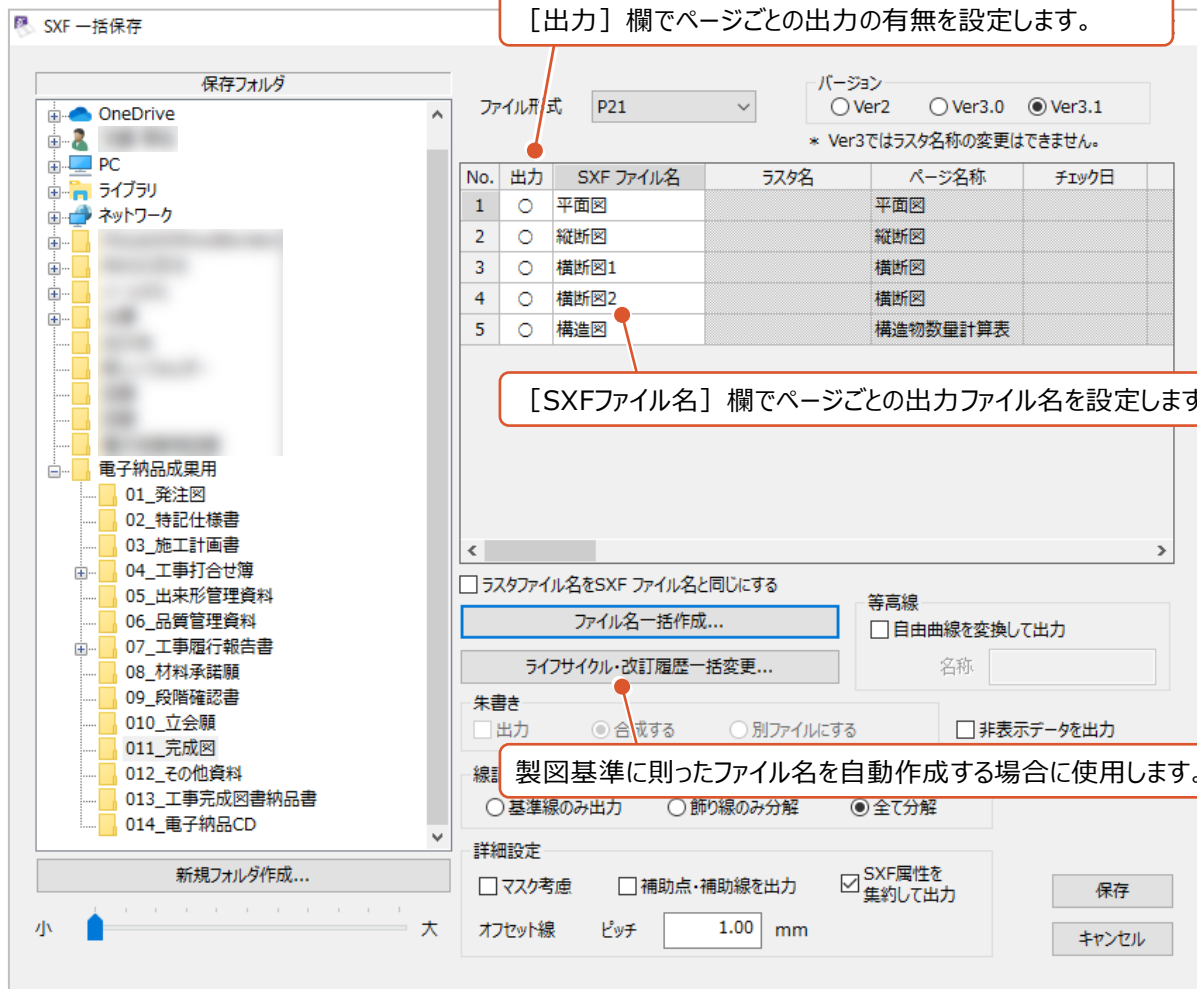 SXF 一括保存
［出力］欄でページごとの出力の有無を設定します。
保存フォルダ
OneDrive
PC
ライブラリ
ネットワーク
電子納品成果用
01_発注図
02_特記仕様書
03_施工計画書
04_工事打合せ簿
05_出来形管理資料
06_品質管理資料
07_工事履行報告書
08_材料承諾願
09_段階確認書
010_立会願
011_完成図
012_その他資料
013_工事完成図書納品書
014_電子納品CD
新規フォルダ作成...
小 大
ファイル形式 P21
バージョン
Ver2 Ver3.0 Ver3.1
* Ver3ではラスタ名称の変更はできません。
No. 出力 SXF ファイル名 ラスタ名 ページ名称 チェック日
1 ○ 平面図 平面図
2 ○ 縦断図 縦断図
3 ○ 横断図1 横断図
4 ○ 横断図2 横断図
5 ○ 構造図 構造物数量計算表
［SXFファイル名］欄でページごとの出力ファイル名を設定します
ラスタファイル名をSXF ファイル名と同じにする
ファイル名一括作成...
ライフサイクル・改訂履歴一括変更...
等高線
自由曲線を変換して出力
名称
朱書き
出力 合成する 別ファイルにする
非表示データを出力
製図基準に則ったファイル名を自動作成する場合に使用します。
基準線のみ出力 飾り線のみ分解 全て分解
詳細設定
マスク考慮 補助点・補助線を出力 SXF属性を
集約して出力
オフセット線 ピッチ 1.00 mm
保存
キャンセル